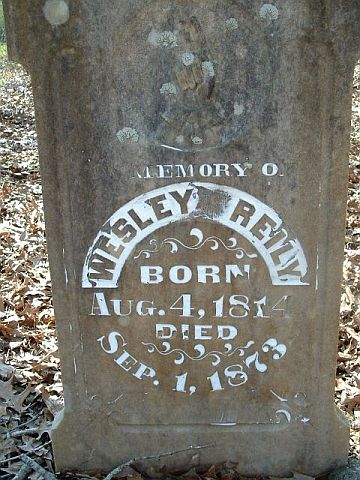 MEMORY O
WESLEY REILY
BORN
AUG. 4, 1814
DIED
SEP. 1, 1873